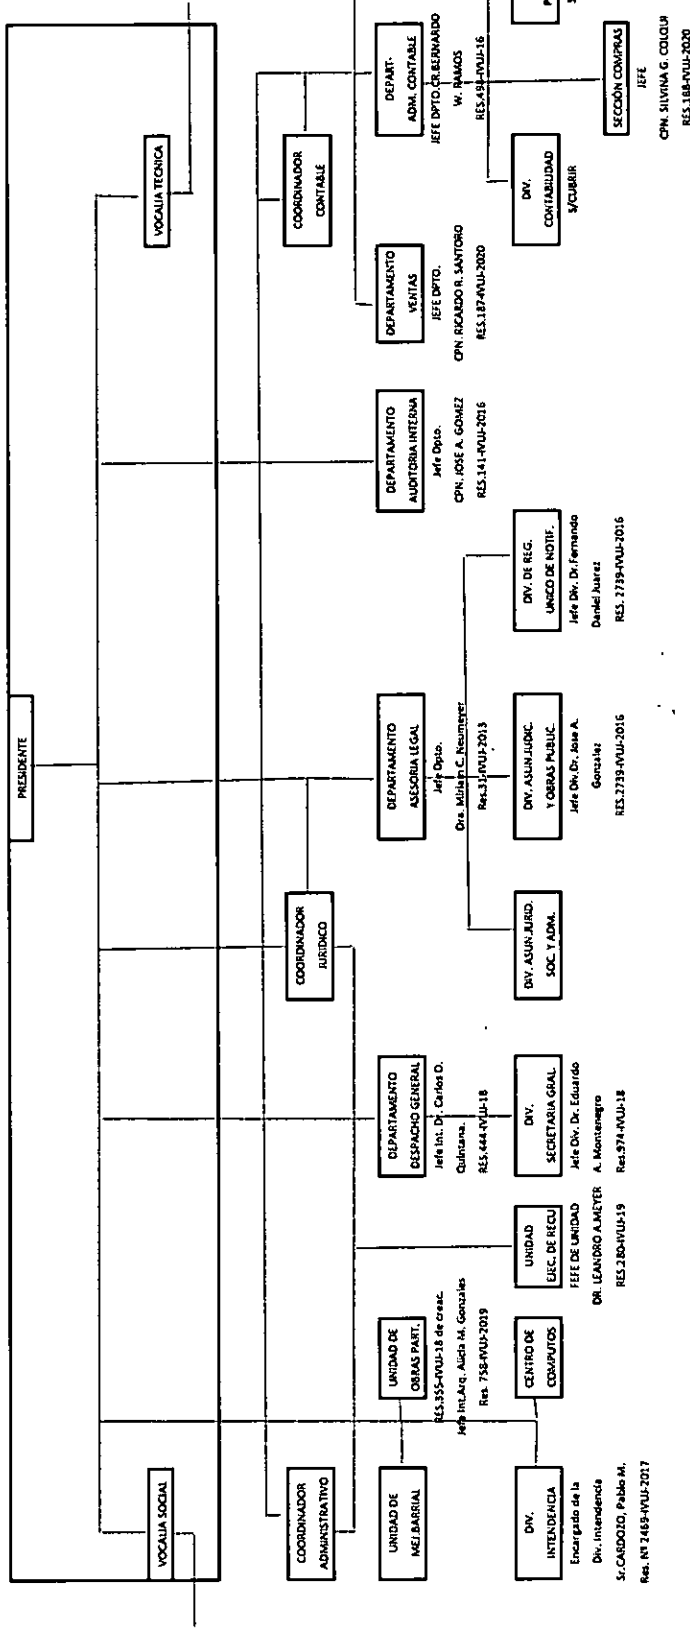 PRESIDENTE
VOCALIA SOCIAL
VOCALIA TECNICA
COORDINADOR
ADMINISTRATIVO
COORDINADOR
JURIDICO
COORDINADOR
CONTABLE
UNIDAD DE
MEJ.BARRIAL
UNIDAD DE
OBRAS PART.
RES.355-IVUJ-18 de creac.
Jefe Int.Arq. Alicia M. Gonzales
Res. 758-IVUJ-2019
DEPARTAMENTO
DESPACHO GENERAL
Jefe Int. Dr. Carlos D.
Quintana.
RES.444-IVUJ-18
DEPARTAMENTO
ASESORIA LEGAL
Jefe Dpto.
Dra. Miriam C. Neumeyer
Res.31-IVUJ-2013
DEPARTAMENTO
AUDITORIA INTERNA
Jefe Dpto.
CPN. JOSE A. GOMEZ
RES.141-IVUJ-2016
DEPARTAMENTO
VENTAS
JEFE DPTO.
CPN. RICARDO R. SANTORO
RES.187-IVUJ-2020
DEPART-
ADM. CONTABLE
JEFE DPTO.CR.BERNARDO
W. RAMOS
RES.498-IVUJ-16
DIV.
INTENDENCIA
Encargado de la
Div. Intendencia
Sr.CARDOZO, Pablo M.
Res. Nº 2469-IVUJ-2017
CENTRO DE
COMPUTOS
UNIDAD
EJEC. DE RECU
FEFE DE UNIDAD
DR. LEANDRO A.MEYER
RES.280-IVUJ-19
DIV.
SECRETARIA GRAL.
Jefe Div. Dr. Eduardo
A. Montenegro
Res.974-IVUJ-18
DIV. ASUN.JURID.
SOC. Y ADM.
DIV. ASUN.JUDIC.
Y OBRAS PUBLIC.
Jefe Div.Dr. Jose A.
Gonzalez
RES.2739-IVUJ-2016
DIV. DE REG.
UNICO DE NOTIF.
Jefe Div. Dr.Fernando
Daniel Juarez
RES. 2739-IVUJ-2016
DIV.
CONTABILIDAD
S/CUBRIR
SECCIÓN COMPRAS
JEFE
CPN. SILVINA G. COLQUI
RES.188-IVUJ-2020